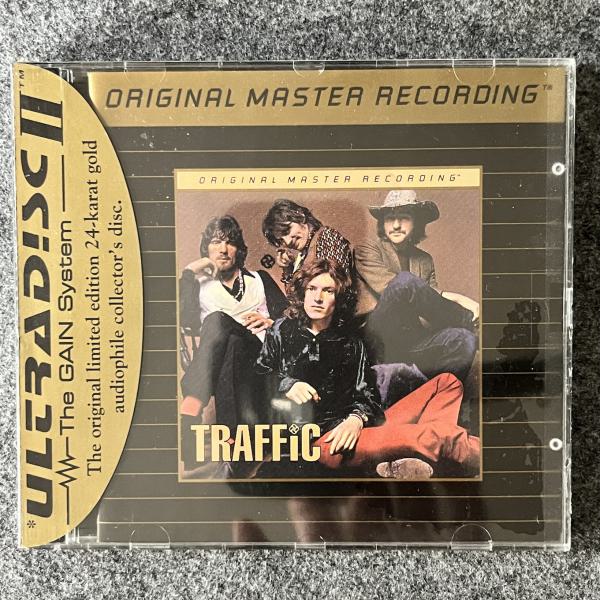 *ULTRADISC II™
The GAIN System
The original limited edition 24-karat gold
audiophile collector's disc.
ORIGINAL MASTER RECORDING™
ORIGINAL MASTER RECORDING™
TRAFFiC